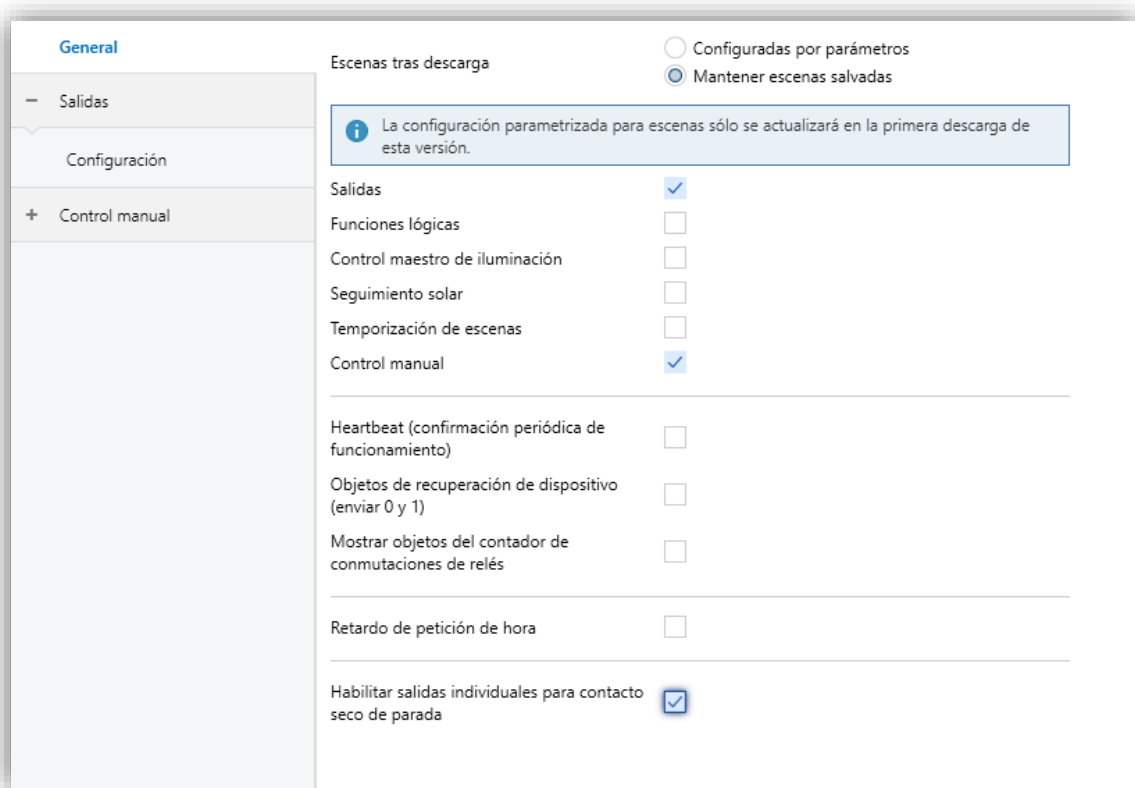 General
− Salidas
Configuración
+ Control manual
Escenas tras descarga
Configuradas por parámetros
Mantener escenas salvadas
La configuración parametrizada para escenas sólo se actualizará en la primera descarga de
esta versión.
Salidas
Funciones lógicas
Control maestro de iluminación
Seguimiento solar
Temporización de escenas
Control manual
Heartbeat (confirmación periódica de
funcionamiento)
Objetos de recuperación de dispositivo
(enviar 0 y 1)
Mostrar objetos del contador de
conmutaciones de relés
Retardo de petición de hora
Habilitar salidas individuales para contacto
seco de parada